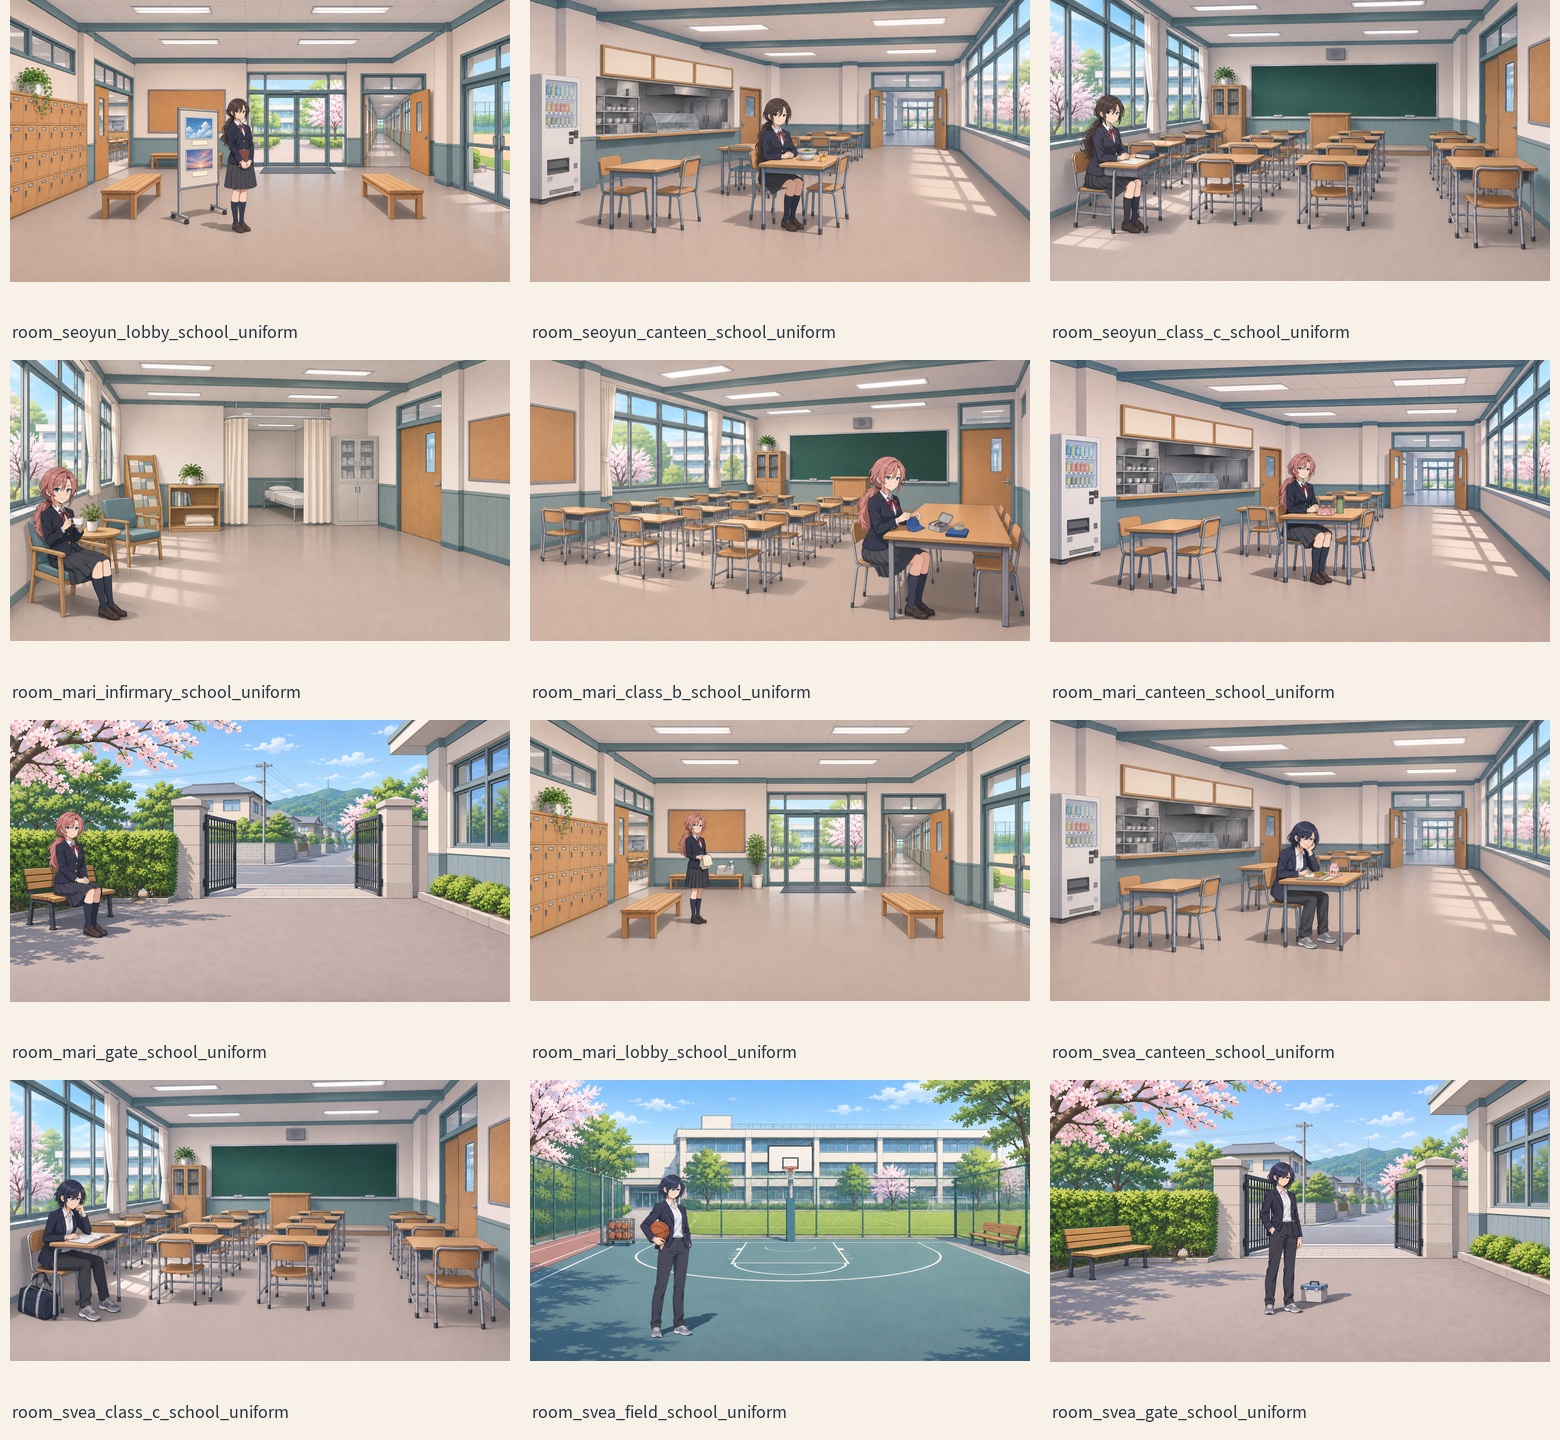 room_seoyun_lobby_school_uniform
room_seoyun_canteen_school_uniform
room_seoyun_class_c_school_uniform
room_mari_infirmary_school_uniform
room_mari_class_b_school_uniform
room_mari_canteen_school_uniform
room_mari_gate_school_uniform
room_mari_lobby_school_uniform
room_svea_canteen_school_uniform
room_svea_class_c_school_uniform
room_svea_field_school_uniform
room_svea_gate_school_uniform